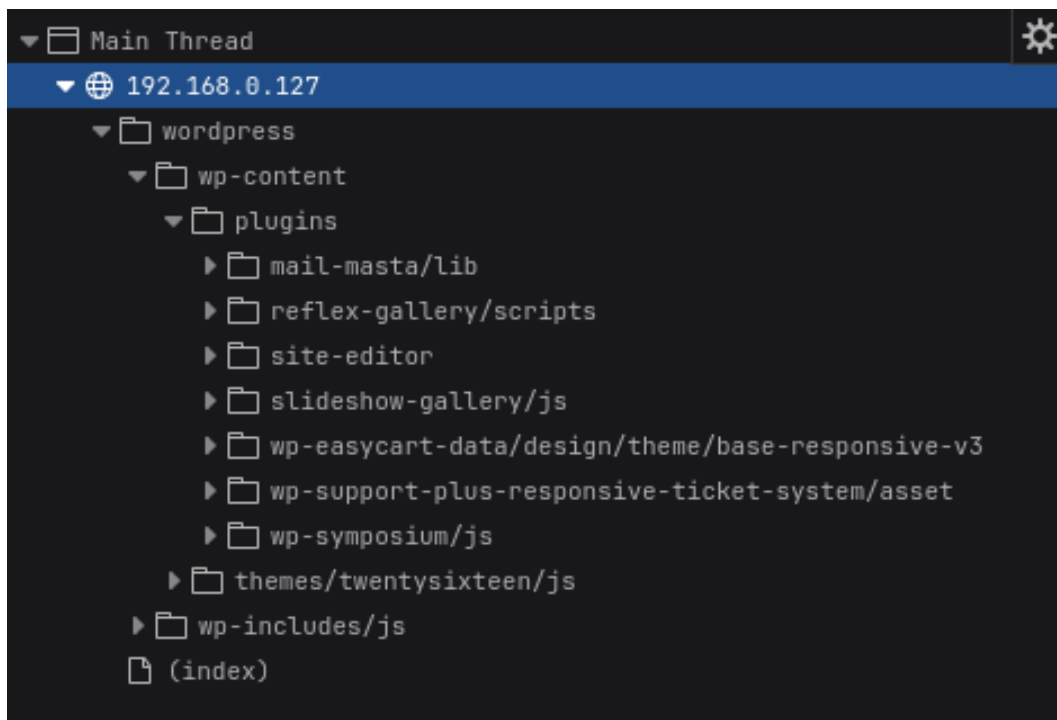 Main Thread
192.168.0.127
wordpress
wp-content
plugins
mail-masta/lib
reflex-gallery/scripts
site-editor
slideshow-gallery/js
wp-easycart-data/design/theme/base-responsive-v3
wp-support-plus-responsive-ticket-system/asset
wp-symposium/js
themes/twentysixteen/js
wp-includes/js
(index)